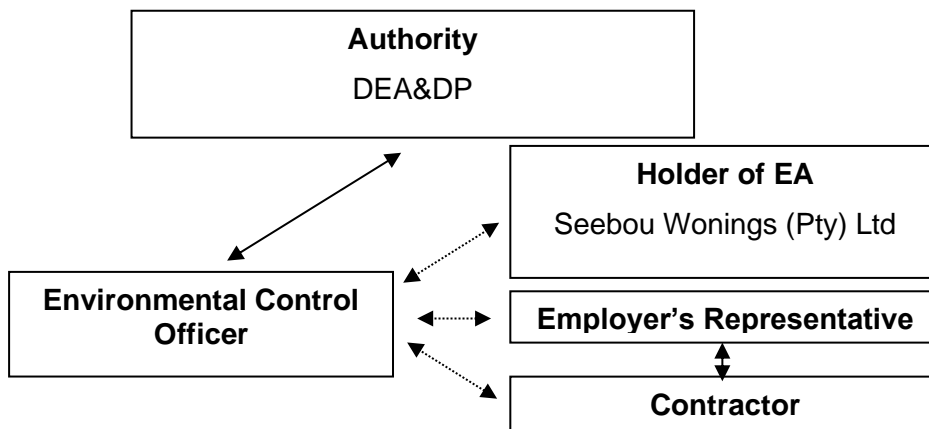 Authority
DEA&DP
Holder of EA
Seebou Wonings (Pty) Ltd
Environmental Control
Officer
Employer’s Representative
Contractor